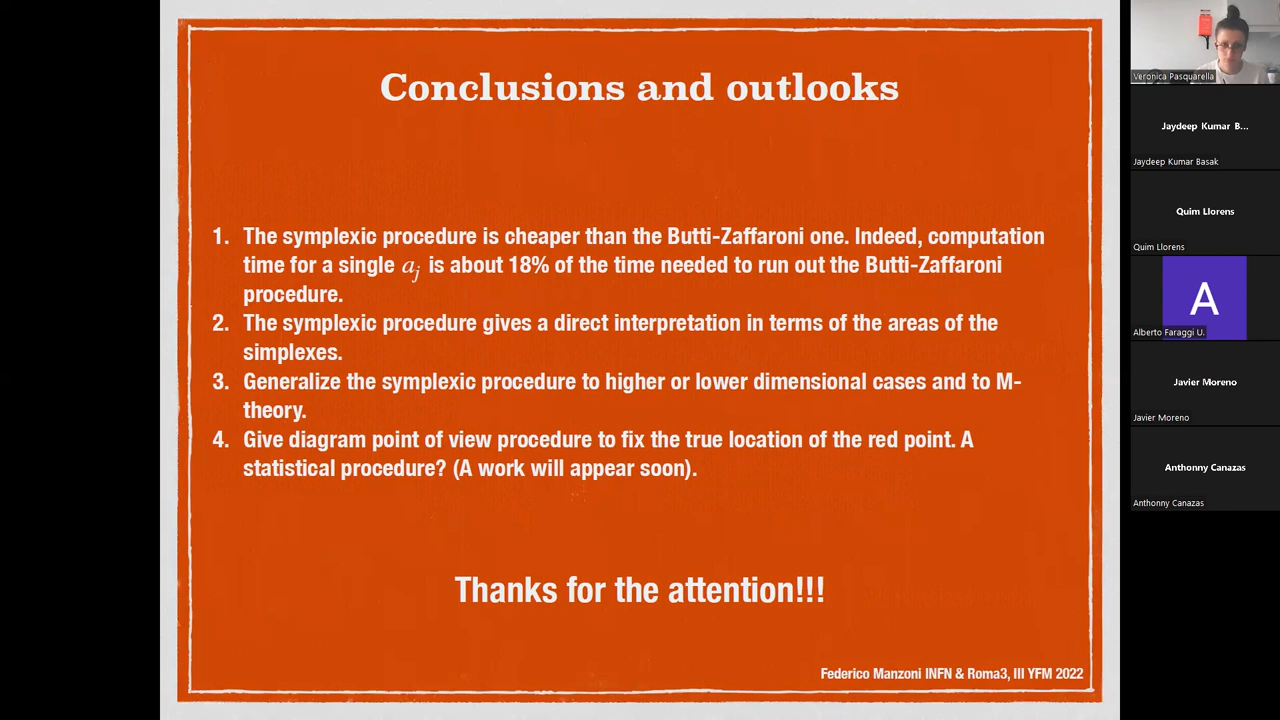 Conclusions and outlooks
1. The symplexic procedure is cheaper than the Butti-Zaffaroni one. Indeed, computation
time for a single a_j is about 18% of the time needed to run out the Butti-Zaffaroni
procedure.
2. The symplexic procedure gives a direct interpretation in terms of the areas of the
simplexes.
3. Generalize the symplexic procedure to higher or lower dimensional cases and to M-
theory.
4. Give diagram point of view procedure to fix the true location of the red point. A
statistical procedure? (A work will appear soon).
Thanks for the attention!!!
Federico Manzoni INFN & Roma3, III YFM 2022
Veronica Pasquarella
Jaydeep Kumar B...
Jaydeep Kumar Basak
Quim Llorens
Quim Llorens
A
Alberto Faraggi U.
Javier Moreno
Javier Moreno
Anthonny Canazas
Anthonny Canazas